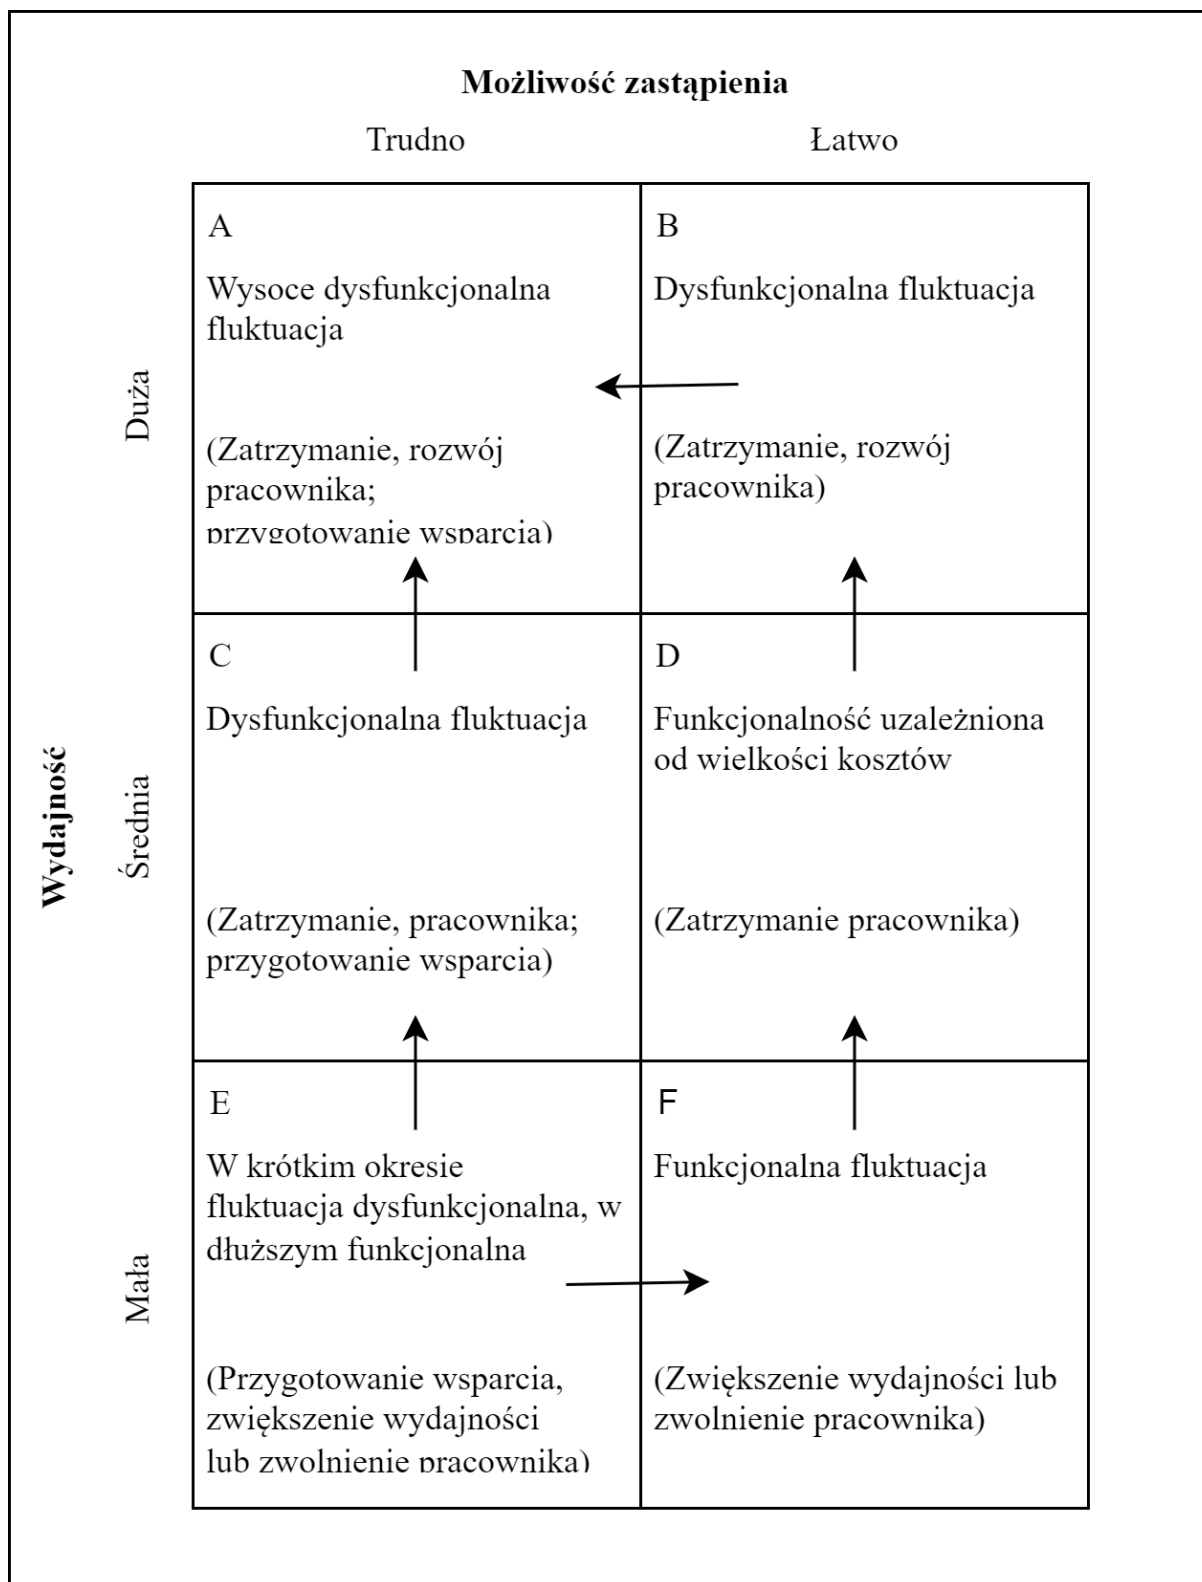 Możliwość zastąpienia
Trudno
Łatwo
Wydajność
Duża
Średnia
Mała
A
Wysoce dysfunkcjonalna
fluktuacja
(Zatrzymanie, rozwój
pracownika;
przygotowanie wsparcia)
B
Dysfunkcjonalna fluktuacja
(Zatrzymanie, rozwój
pracownika)
C
Dysfunkcjonalna fluktuacja
(Zatrzymanie, pracownika;
przygotowanie wsparcia)
D
Funkcjonalność uzależniona
od wielkości kosztów
(Zatrzymanie pracownika)
E
W krótkim okresie
fluktuacja dysfunkcjonalna, w
dłuższym funkcjonalna
(Przygotowanie wsparcia,
zwiększenie wydajności
lub zwolnienie pracownika)
F
Funkcjonalna fluktuacja
(Zwiększenie wydajności lub
zwolnienie pracownika)